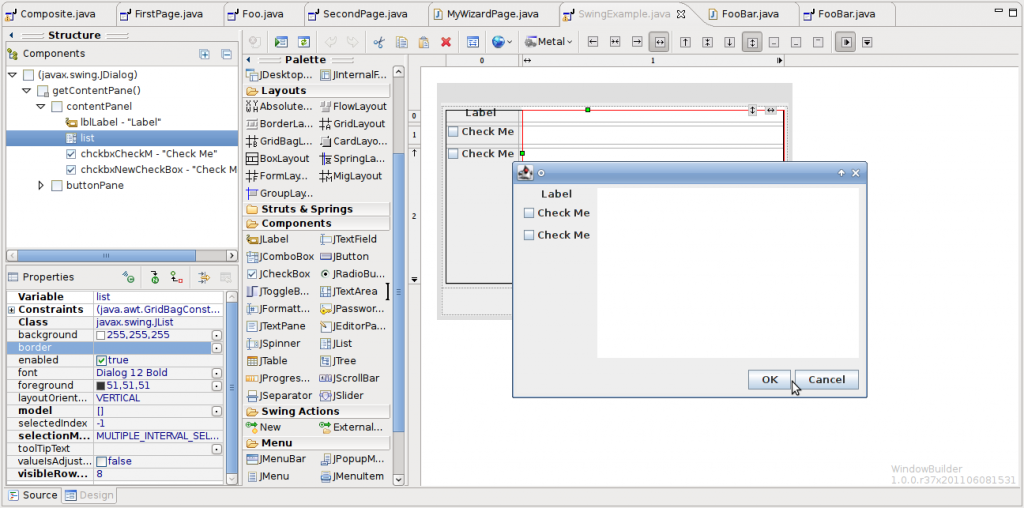 Composite.java FirstPage.java Foo.java SecondPage.java MyWizardPage.java SwingExample.java FooBar.java FooBar.java
Structure
Components
(javax.swing.JDialog)
getContentPane()
contentPanel
lblLabel - "Label"
list
chckbxCheckM - "Check Me"
chckbxNewCheckBox - "Check M
buttonPane
Properties
Variable list
Constraints (java.awt.GridBagConst...
Class javax.swing.JList
background 255,255,255
border
enabled true
font Dialog 12 Bold
foreground 51,51,51
layoutOrient... VERTICAL
model []
selectedIndex -1
selectionM... MULTIPLE_INTERVAL_SEL...
toolTipText
valueIsAdjust... false
visibleRow... 8
Source Design
Palette
JDesktop... JInternalF...
Layouts
Absolute... FlowLayout
BorderLa... GridLayout
GridBagL... CardLayo...
BoxLayout SpringLa...
FormLay... MigLayout
GroupLay...
Struts & Springs
Components
JLabel JTextField
JComboBox JButton
JCheckBox JRadioBu...
JToggleB... JTextArea
JFormatt... JPasswor...
JTextPane JEditorPa...
JSpinner JList
JTable JTree
JProgres... JScrollBar
JSeparator JSlider
Swing Actions
New External...
Menu
JMenuBar JPopupM...
JMenu JMenuItem
Metal
0 1
0
1
2
Label
Check Me
Check Me
Label
Check Me
Check Me
OK Cancel
WindowBuilder
1.0.0.r37x201106081531